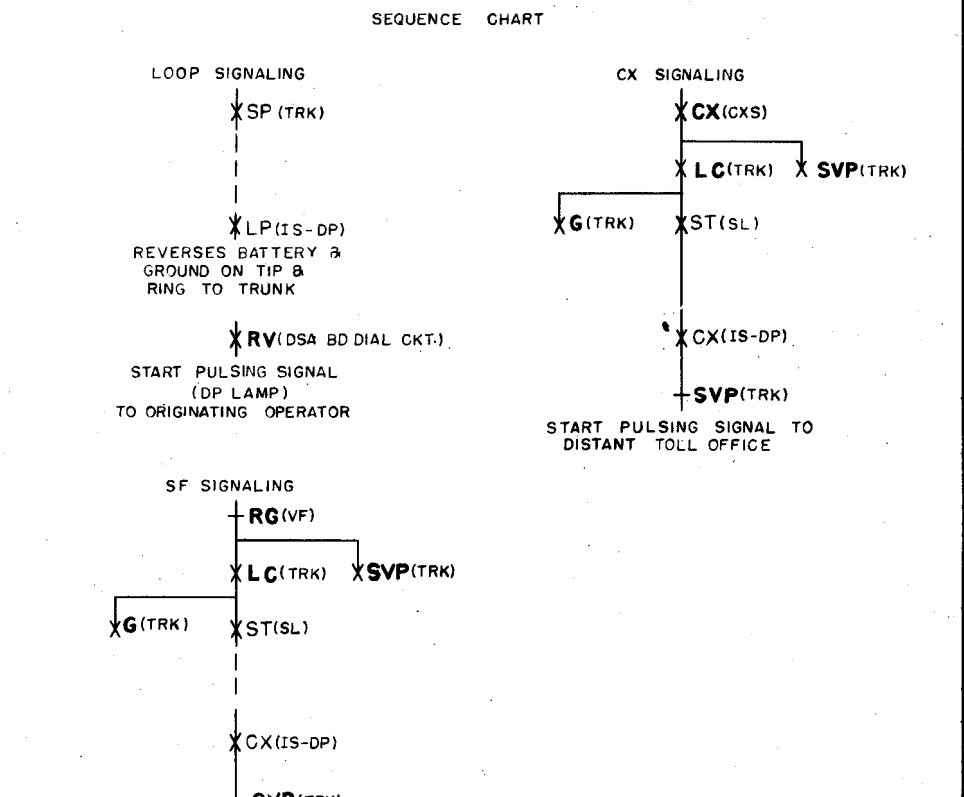 SEQUENCE CHART
LOOP SIGNALING
SP (TRK)
LP (IS-DP)
REVERSES BATTERY &
GROUND ON TIP &
RING TO TRUNK
RV (DSA BD DIAL CKT.)
START PULSING SIGNAL
(DP LAMP)
TO ORIGINATING OPERATOR
CX SIGNALING
CX (CXS)
LC (TRK) SVP (TRK)
G (TRK) ST (SL)
CX (IS-DP)
SVP (TRK)
START PULSING SIGNAL TO
DISTANT TOLL OFFICE
SF SIGNALING
RG (VF)
LC (TRK) SVP (TRK)
G (TRK) ST (SL)
CX (IS-DP)